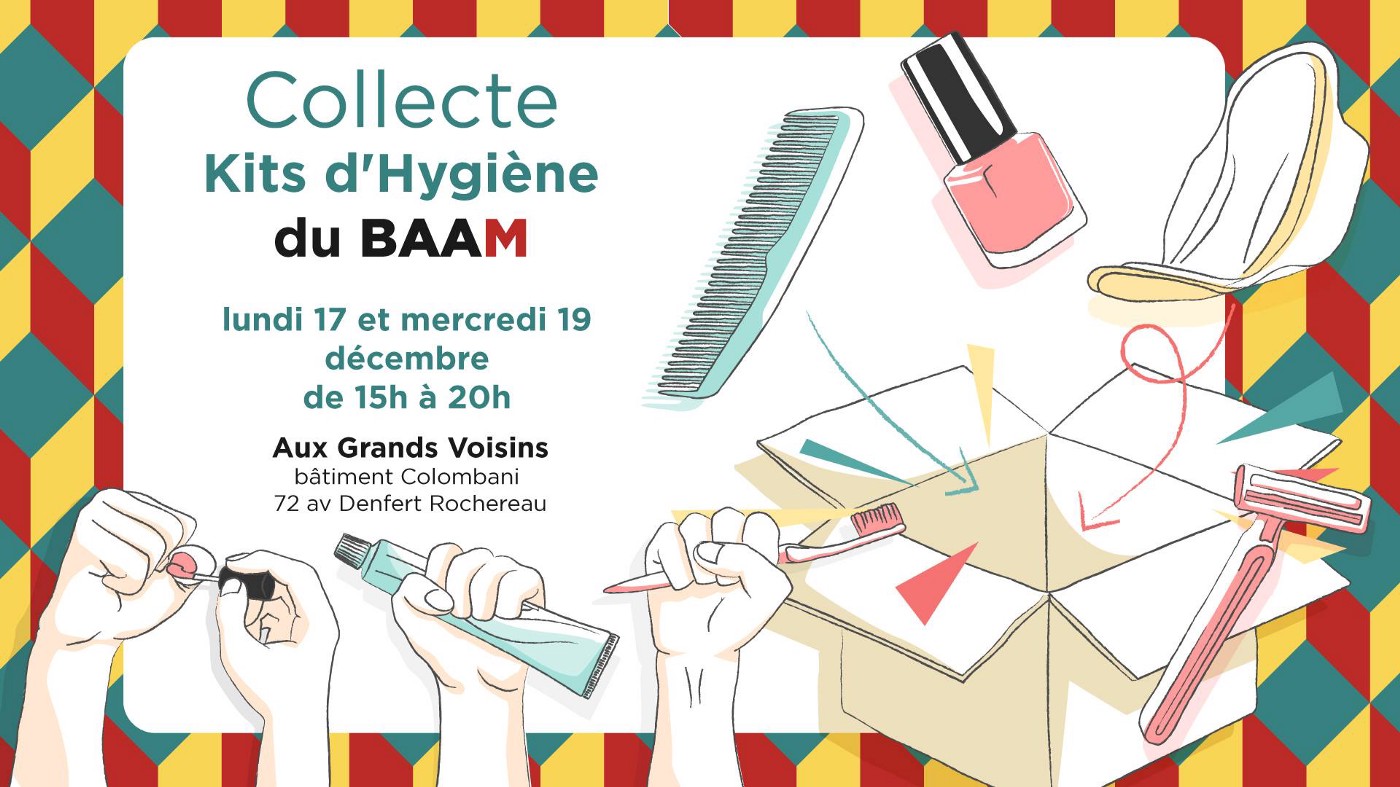 Collecte
Kits d'Hygiène
du BAAM
lundi 17 et mercredi 19
décembre
de 15h à 20h
Aux Grands Voisins
bâtiment Colombani
72 av Denfert Rochereau